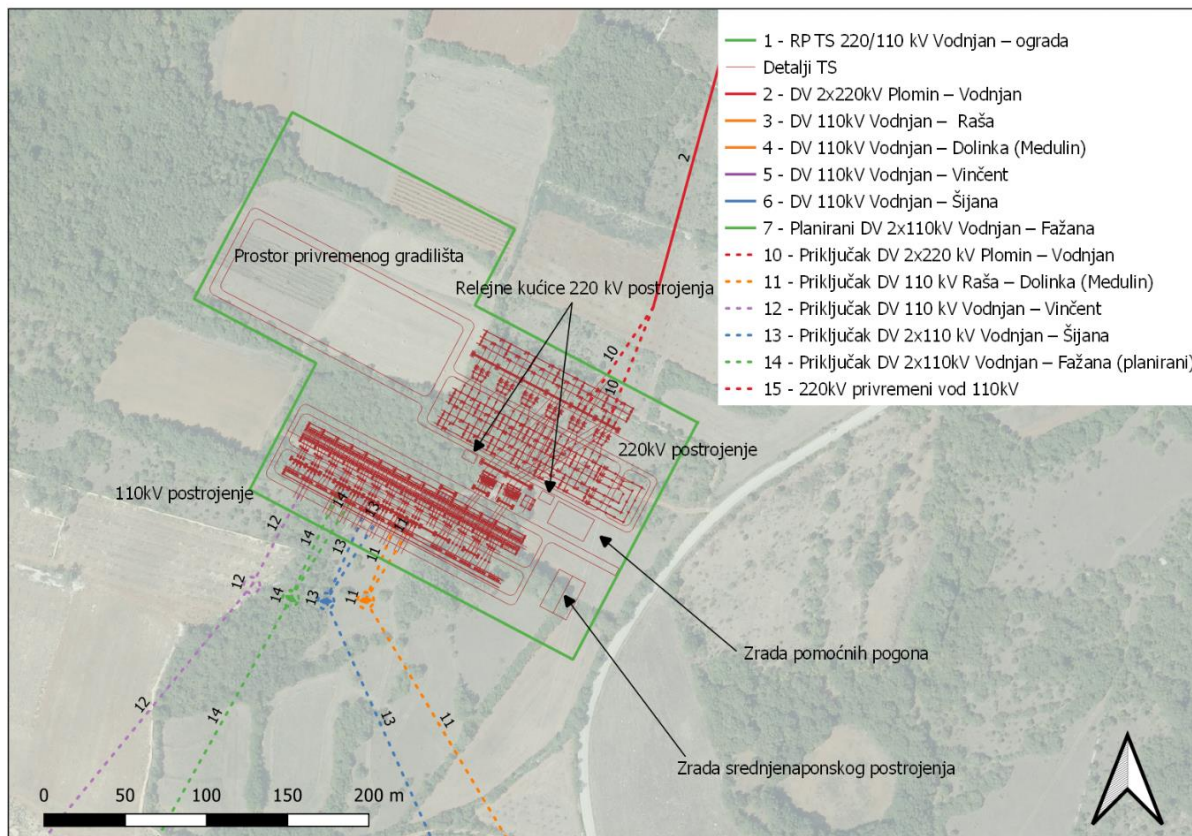 1 - RP TS 220/110 kV Vodnjan – ograda
Detalji TS
2 - DV 2x220kV Plomin – Vodnjan
3 - DV 110kV Vodnjan – Raša
4 - DV 110kV Vodnjan – Dolinka (Medulin)
5 - DV 110kV Vodnjan – Vinčent
6 - DV 110kV Vodnjan – Šijana
7 - Planirani DV 2x110kV Vodnjan – Fažana
10 - Priključak DV 2x220 kV Plomin – Vodnjan
11 - Priključak DV 110 kV Raša – Dolinka (Medulin)
12 - Priključak DV 110 kV Vodnjan – Vinčent
13 - Priključak DV 2x110 kV Vodnjan – Šijana
14 - Priključak DV 2x110kV Vodnjan – Fažana (planirani)
15 - 220kV privremeni vod 110kV
2
Prostor privremenog gradilišta
Relejne kućice 220 kV postrojenja
10
10
220kV postrojenje
110kV postrojenje
12
14
14
13
13
11
11
12
14
13
11
12
14
13
11
Zrada pomoćnih pogona
Zrada srednjenaponskog postrojenja
0 50 100 150 200 m